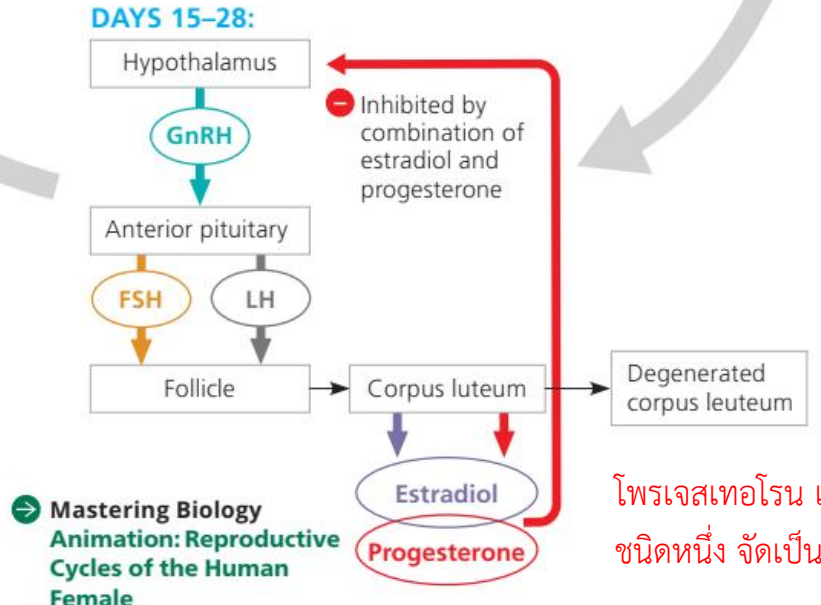 DAYS 15–28:
Hypothalamus
GnRH
Inhibited by
combination of
estradiol and
progesterone
Anterior pituitary
FSH
LH
Follicle
Corpus luteum
Degenerated
corpus leuteum
Estradiol
Progesterone
Mastering Biology
Animation: Reproductive
Cycles of the Human
Female
โพรเจสเทอโรน
ชนิดหนึ่ง จัดเป็น